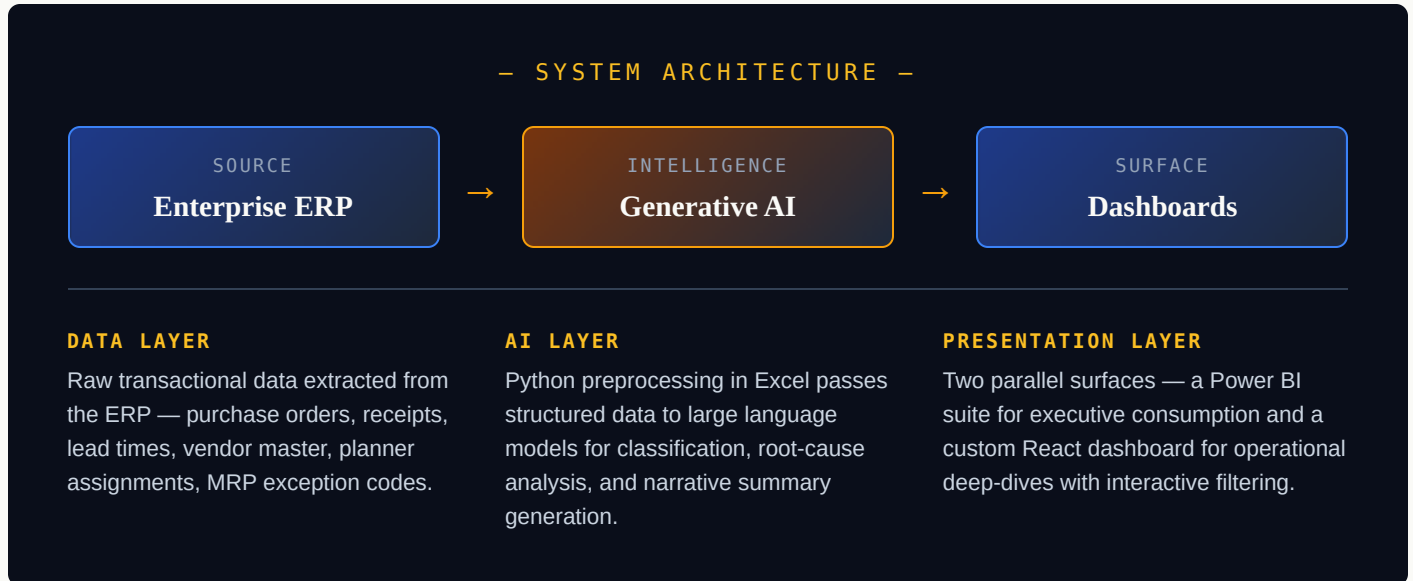 — SYSTEM ARCHITECTURE —
SOURCE
Enterprise ERP
→
INTELLIGENCE
Generative AI
→
SURFACE
Dashboards
DATA LAYER
Raw transactional data extracted from
the ERP — purchase orders, receipts,
lead times, vendor master, planner
assignments, MRP exception codes.
AI LAYER
Python preprocessing in Excel passes
structured data to large language
models for classification, root-cause
analysis, and narrative summary
generation.
PRESENTATION LAYER
Two parallel surfaces — a Power BI
suite for executive consumption and a
custom React dashboard for operational
deep-dives with interactive filtering.